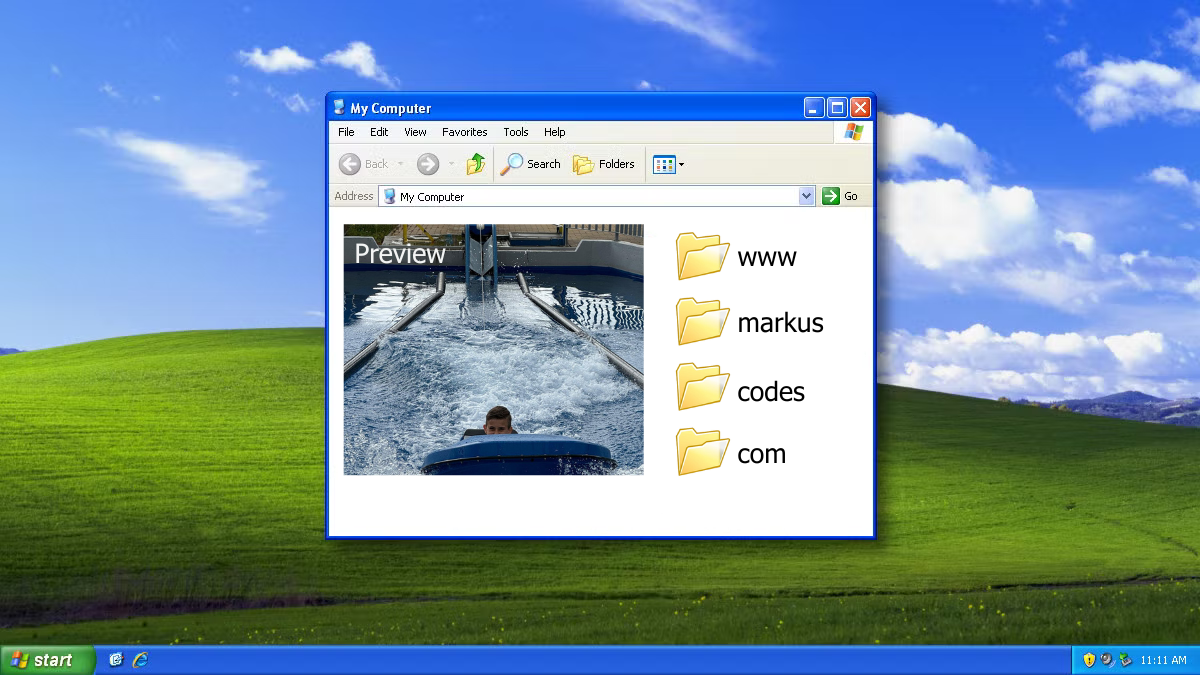 My Computer
File Edit View Favorites Tools Help
Back Search Folders
Address My Computer Go
Preview
www
markus
codes
com
start 11:11 AM